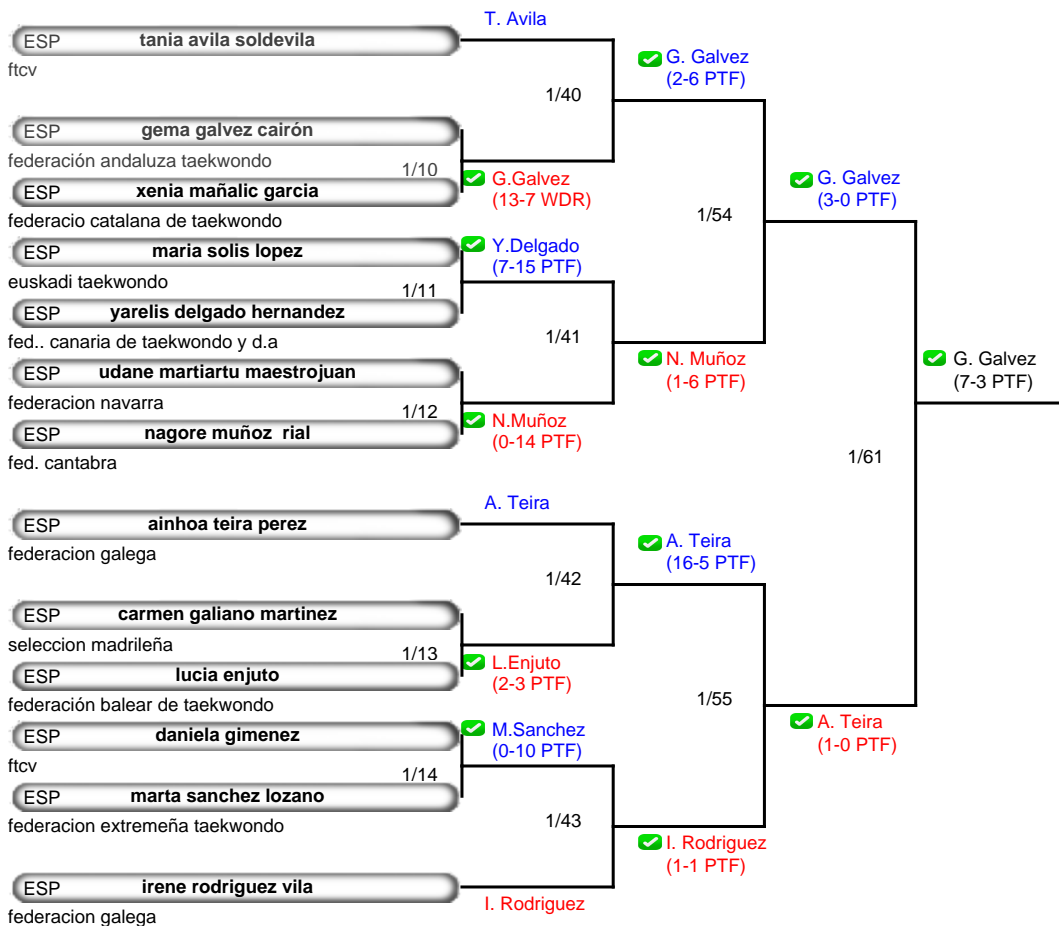 T. Avila
ESP tania avila soldevila
ftcv
G. Galvez
(2-6 PTF)
1/40
ESP gema galvez cairón
federación andaluza taekwondo
1/10
G.Galvez
(13-7 WDR)
ESP xenia mañalic garcia
federacio catalana de taekwondo
G. Galvez
(3-0 PTF)
1/54
ESP maria solis lopez
euskadi taekwondo
Y.Delgado
(7-15 PTF)
1/11
ESP yarelis delgado hernandez
fed.. canaria de taekwondo y d.a
1/41
ESP udane martiartu maestrojuan
federacion navarra
N. Muñoz
(1-6 PTF)
1/12
ESP nagore muñoz rial
fed. cantabra
N.Muñoz
(0-14 PTF)
G. Galvez
(7-3 PTF)
1/61
A. Teira
ESP ainhoa teira perez
federacion galega
A. Teira
(16-5 PTF)
1/42
ESP carmen galiano martinez
seleccion madrileña
1/13
L.Enjuto
(2-3 PTF)
ESP lucia enjuto
federación balear de taekwondo
1/55
A. Teira
(1-0 PTF)
ESP daniela gimenez
ftcv
M.Sanchez
(0-10 PTF)
1/14
ESP marta sanchez lozano
federacion extremeña taekwondo
1/43
I. Rodriguez
(1-1 PTF)
ESP irene rodriguez vila
federacion galega
I. Rodriguez